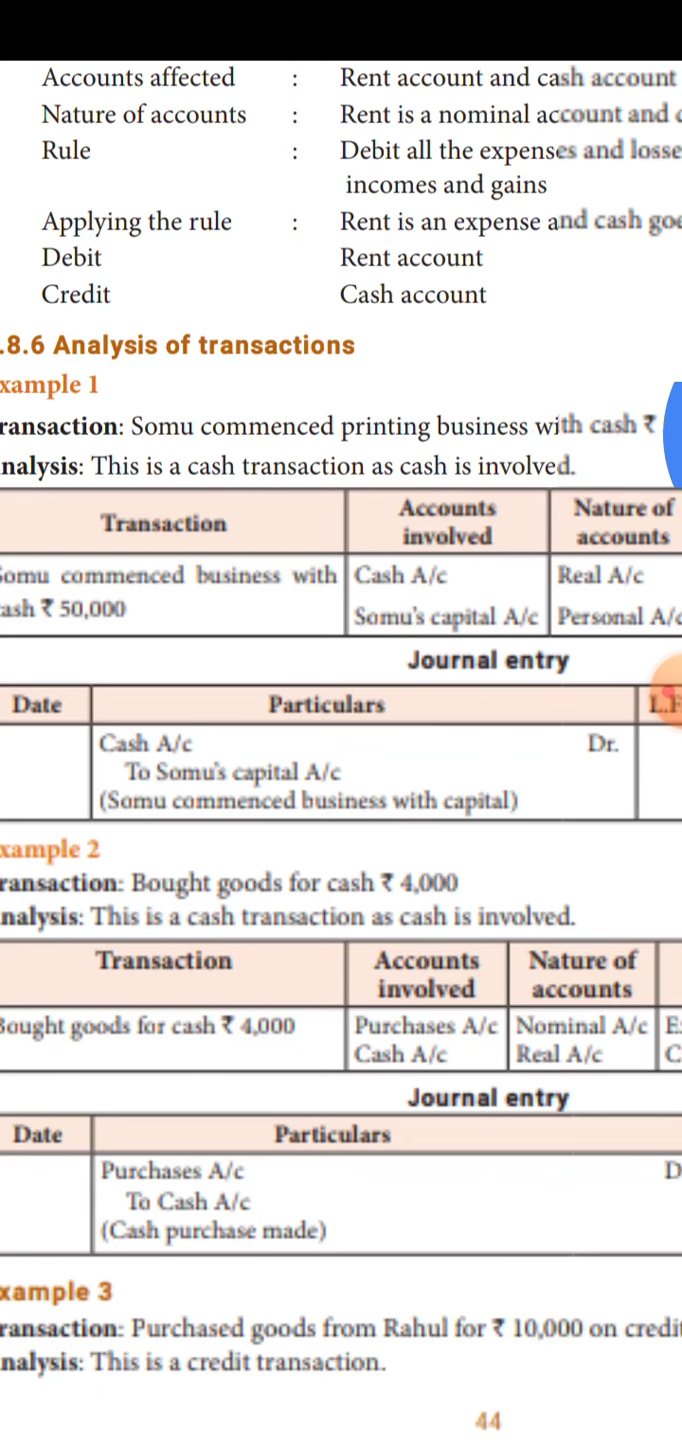 Accounts affected : Rent account and cash account
Nature of accounts : Rent is a nominal account and
Rule : Debit all the expenses and losse
incomes and gains
Applying the rule : Rent is an expense and cash goe
Debit Rent account
Credit Cash account
.8.6 Analysis of transactions
xample 1
ransaction: Somu commenced printing business with cash ₹
nalysis: This is a cash transaction as cash is involved.
Transaction Accounts involved Nature of accounts
Somu commenced business with Cash A/c Real A/c
ash ₹ 50,000 Somu's capital A/c Personal A/c
Journal entry
Date Particulars L.F
Cash A/c Dr.
To Somu's capital A/c
(Somu commenced business with capital)
xample 2
ransaction: Bought goods for cash ₹ 4,000
nalysis: This is a cash transaction as cash is involved.
Transaction Accounts involved Nature of accounts
Bought goods for cash ₹ 4,000 Purchases A/c Nominal A/c E
Cash A/c Real A/c C
Journal entry
Date Particulars
Purchases A/c D
To Cash A/c
(Cash purchase made)
xample 3
ransaction: Purchased goods from Rahul for ₹ 10,000 on credit
nalysis: This is a credit transaction.
44